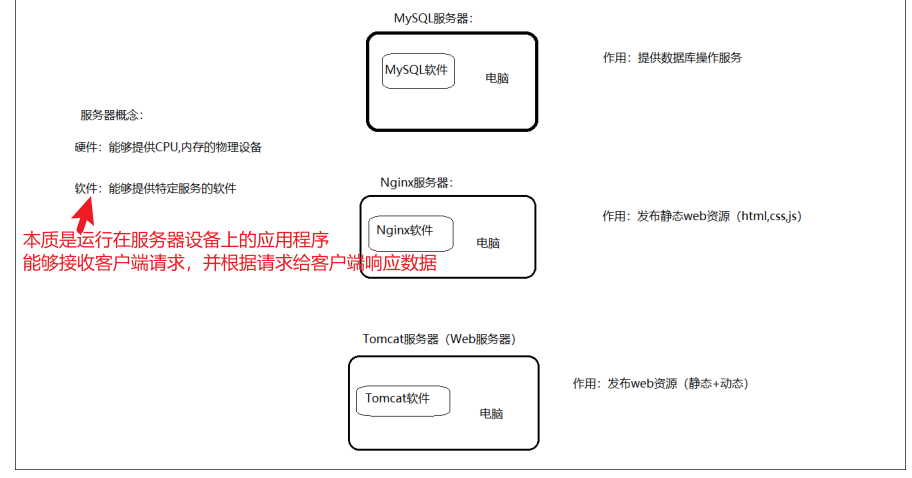 MySQL服务器：
MySQL软件
电脑
作用：提供数据库操作服务
服务器概念：
硬件：能够提供CPU,内存的物理设备
软件：能够提供特定服务的软件
本质是运行在服务器设备上的应用程序
能够接收客户端请求，并根据请求给客户端响应数据
Nginx服务器：
Nginx软件
电脑
作用：发布静态web资源（html,css,js）
Tomcat服务器（Web服务器）
Tomcat软件
电脑
作用：发布web资源（静态+动态）